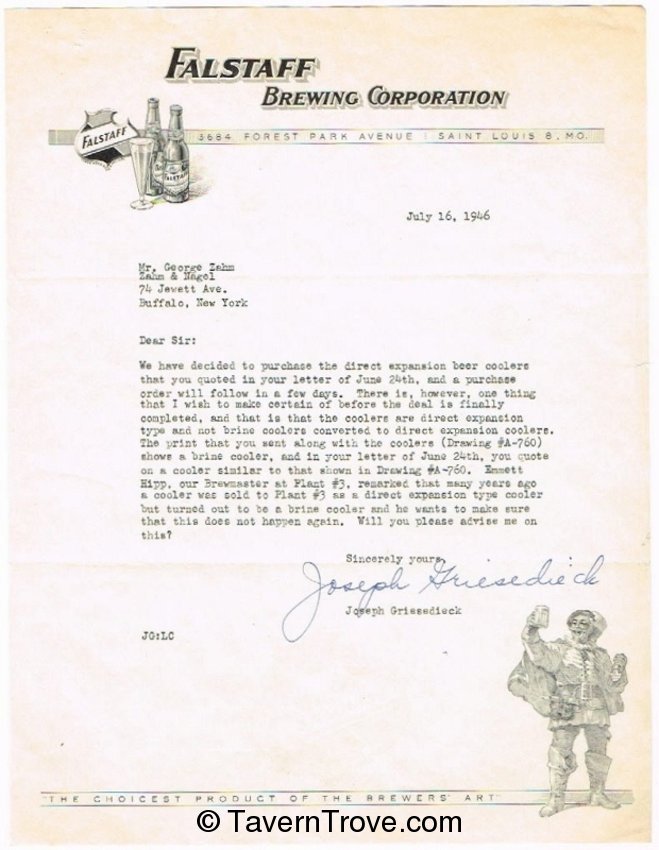 FALSTAFF
BREWING CORPORATION
FALSTAFF
3684 FOREST PARK AVENUE SAINT LOUIS 8, MO.
FALSTAFF
July 16, 1946
Mr. George Zahm
Zahm & Nagel
74 Jewett Ave.
Buffalo, New York
Dear Sir:
We have decided to purchase the direct expansion beer coolers
that you quoted in your letter of June 24th, and a purchase
order will follow in a few days. There is, however, one thing
that I wish to make certain of before the deal is finally
completed, and that is that the coolers are direct expansion
type and not brine coolers converted to direct expansion coolers.
The print that you sent along with the coolers (Drawing #A-760)
shows a brine cooler, and in your letter of June 24th, you quote
on a cooler similar to that shown in Drawing #A-760. Emmett
Hipp, our Brewmaster at Plant #3, remarked that many years ago
a cooler was sold to Plant #3 as a direct expansion type cooler
but turned out to be a brine cooler and he wants to make sure
that this does not happen again. Will you please advise me on
this?
Sincerely yours,
Joseph Griesedieck
Joseph Griesedieck
JG:LC
"THE CHOICEST PRODUCT OF THE BREWERS' ART"
© TavernTrove.com